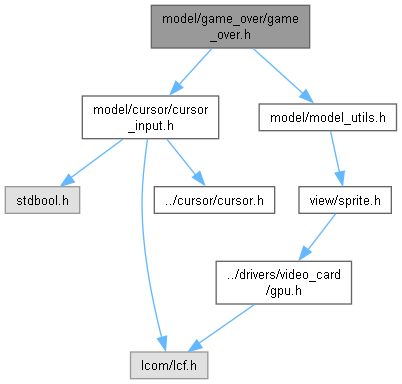 model/game_over/game
_over.h
model/cursor/cursor
_input.h
model/model_utils.h
stdbool.h
../cursor/cursor.h
view/sprite.h
../drivers/video_card
/gpu.h
lcom/lcf.h